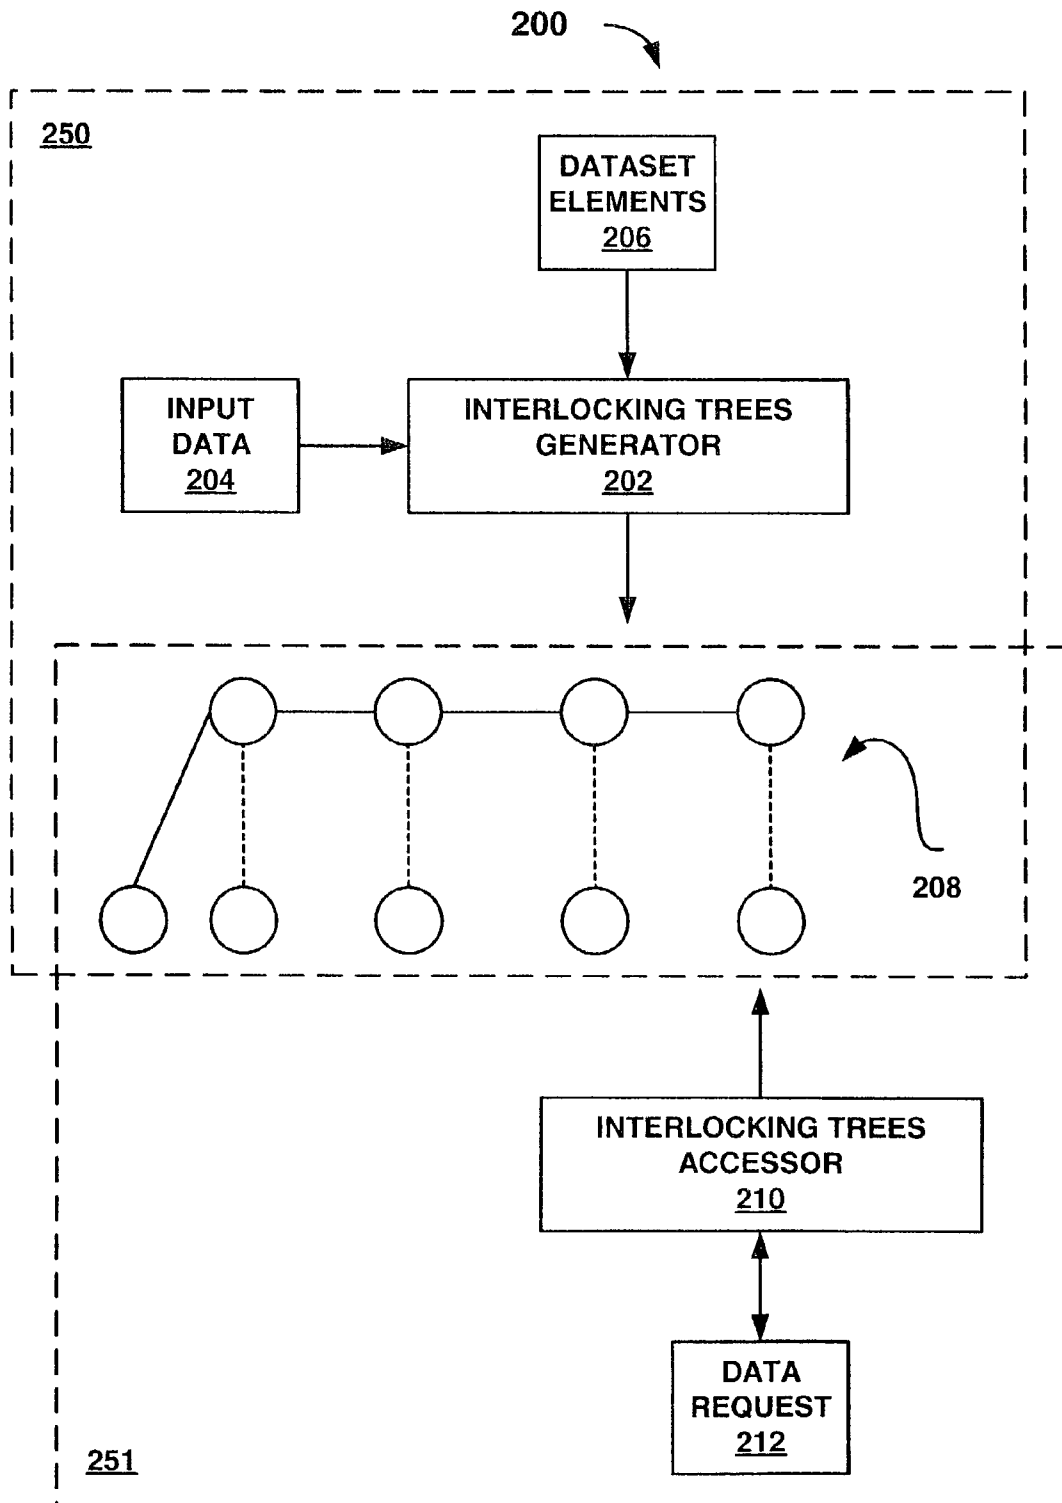 200
250
DATASET
ELEMENTS
206
INPUT
DATA
204
INTERLOCKING TREES
GENERATOR
202
208
INTERLOCKING TREES
ACCESSOR
210
DATA
REQUEST
212
251